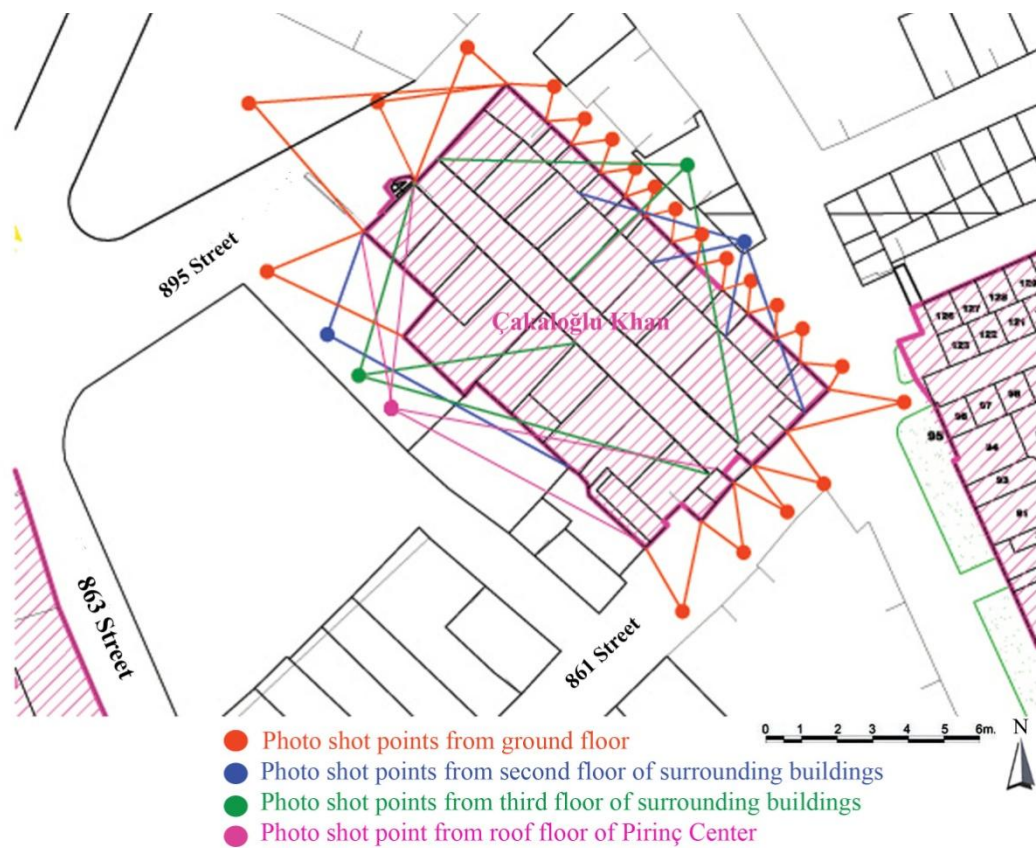 895 Street
Çakaloğlu Khan
126 127 128 129
123 122 121
96 97 98
95
94
93
91
863 Street
861 Street
0 1 2 3 4 5 6m.
N
Photo shot points from ground floor
Photo shot points from second floor of surrounding buildings
Photo shot points from third floor of surrounding buildings
Photo shot point from roof floor of Pirinç Center